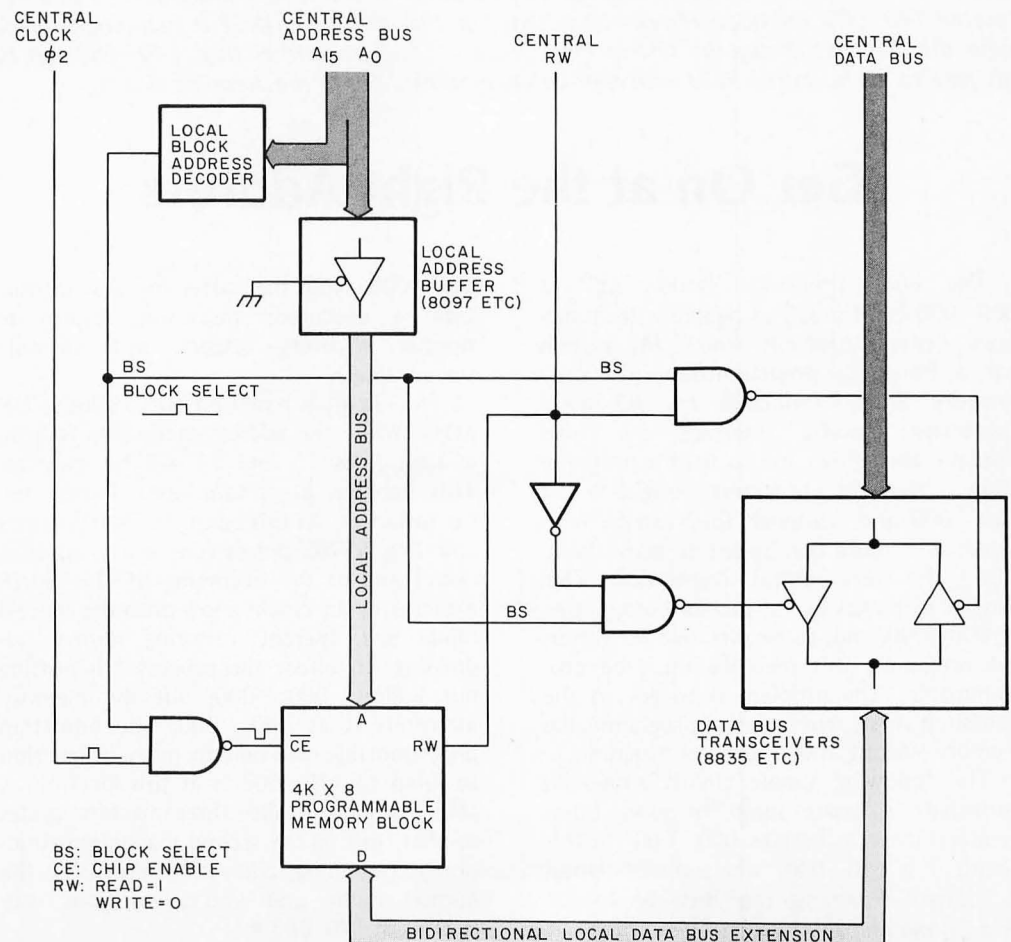 CENTRAL
CLOCK
φ2
CENTRAL
ADDRESS BUS
A15 A0
CENTRAL
RW
CENTRAL
DATA BUS
LOCAL
BLOCK
ADDRESS
DECODER
LOCAL
ADDRESS
BUFFER
(8097 ETC)
BS
BLOCK SELECT
BS
LOCAL ADDRESS BUS
BS
A
CE
RW
4K X 8
PROGRAMMABLE
MEMORY BLOCK
D
DATA BUS
TRANSCEIVERS
(8835 ETC)
BS: BLOCK SELECT
CE: CHIP ENABLE
RW: READ=1
WRITE=0
BIDIRECTIONAL LOCAL DATA BUS EXTENSION